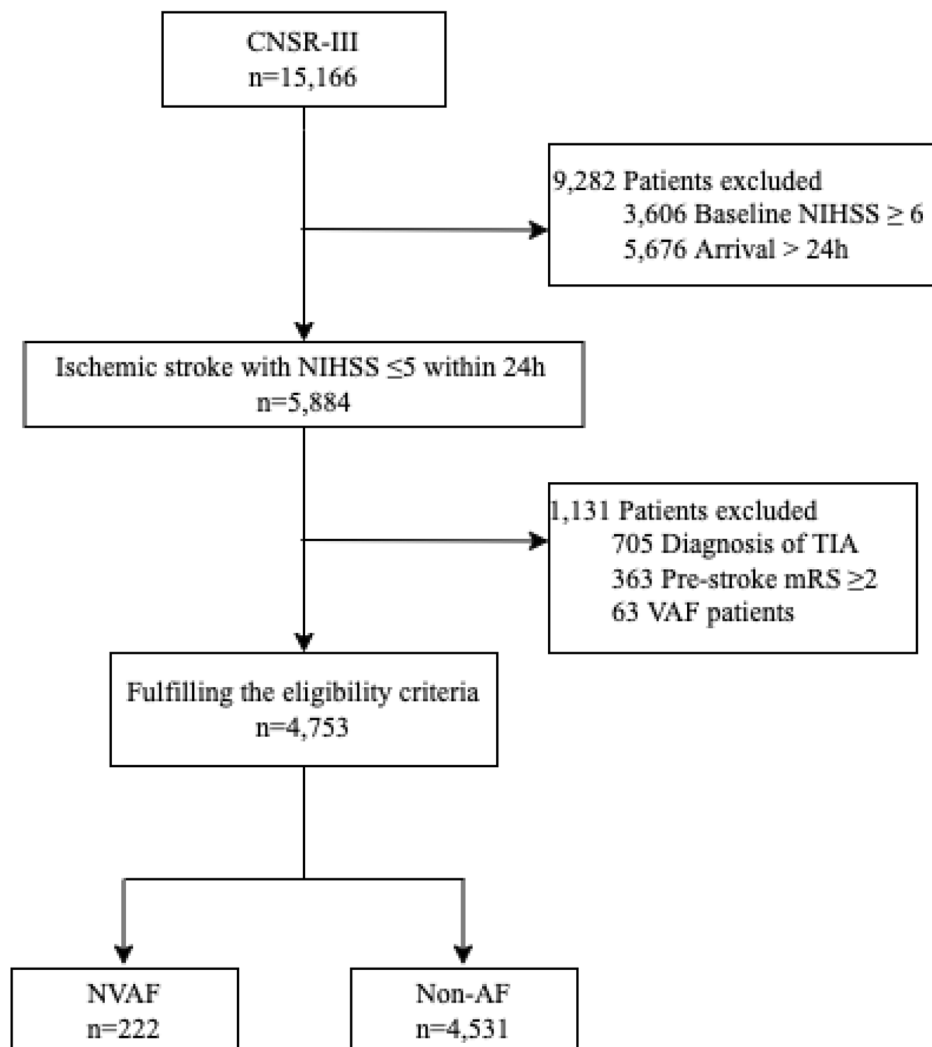 CNSR-III
n=15,166
9,282 Patients excluded
3,606 Baseline NIHSS ≥ 6
5,676 Arrival > 24h
Ischemic stroke with NIHSS ≤5 within 24h
n=5,884
1,131 Patients excluded
705 Diagnosis of TIA
363 Pre-stroke mRS ≥2
63 VAF patients
Fulfilling the eligibility criteria
n=4,753
NVAF
n=222
Non-AF
n=4,531